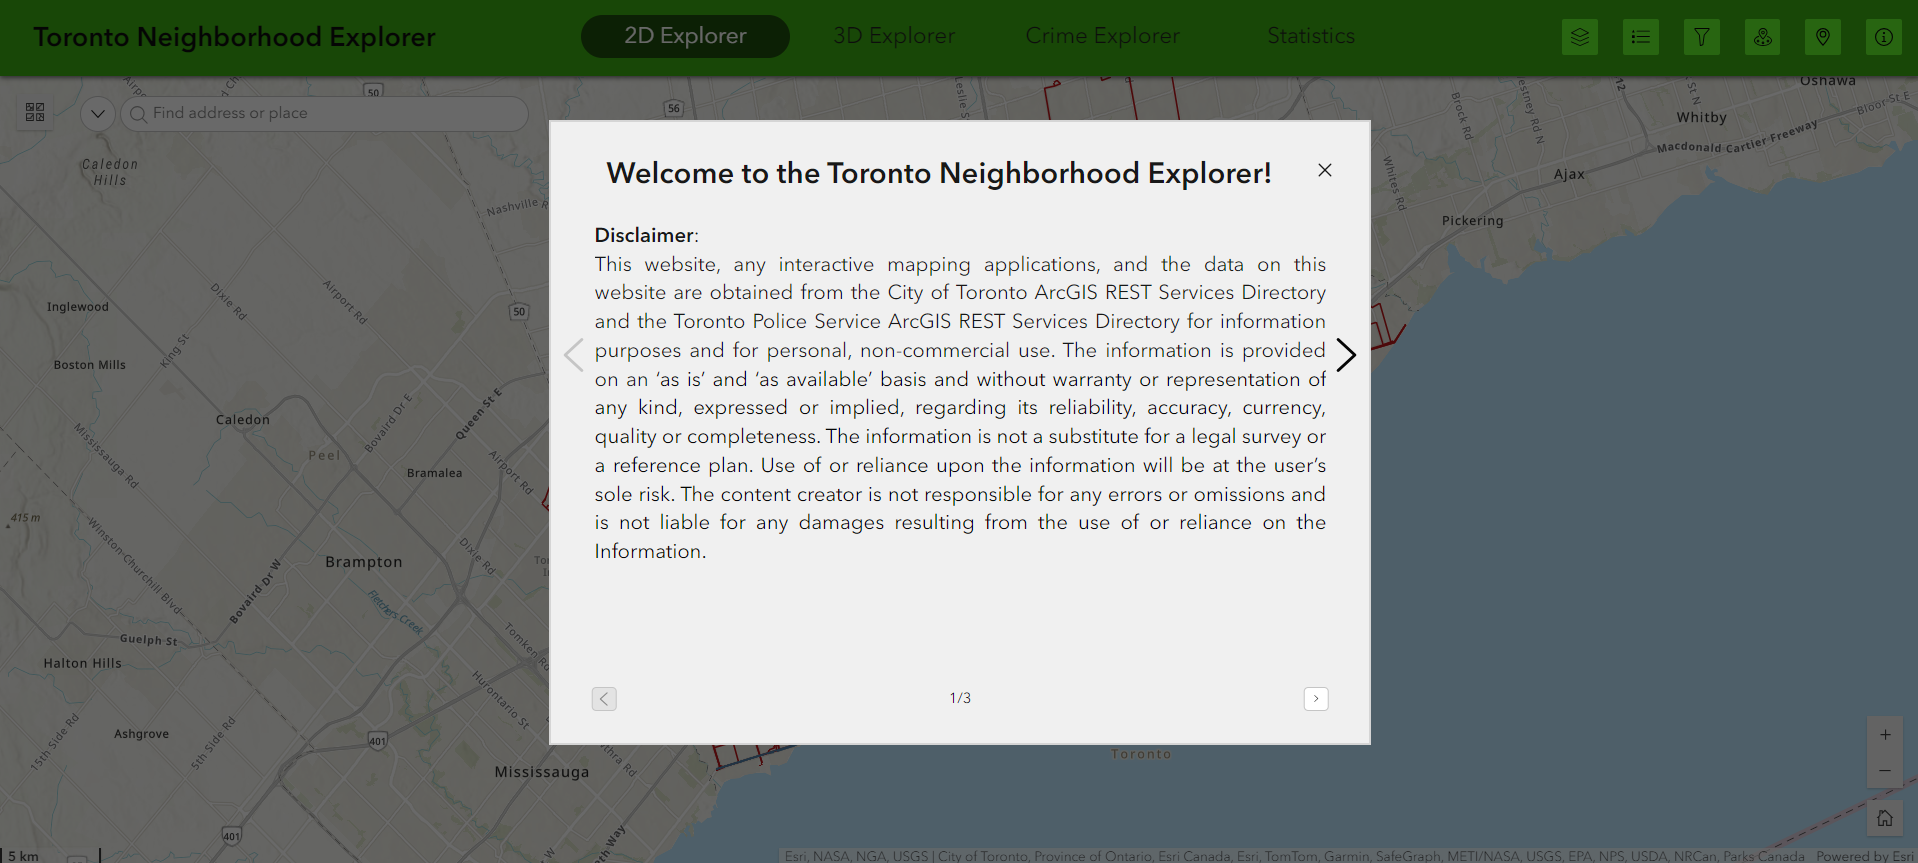 Toronto Neighborhood Explorer
2D Explorer
3D Explorer
Crime Explorer
Statistics
Find address or place
Welcome to the Toronto Neighborhood Explorer!
Disclaimer:
This website, any interactive mapping applications, and the data on this
website are obtained from the City of Toronto ArcGIS REST Services Directory
and the Toronto Police Service ArcGIS REST Services Directory for information
purposes and for personal, non-commercial use. The information is provided
on an ‘as is’ and ‘as available’ basis and without warranty or representation of
any kind, expressed or implied, regarding its reliability, accuracy, currency,
quality or completeness. The information is not a substitute for a legal survey or
a reference plan. Use of or reliance upon the information will be at the user’s
sole risk. The content creator is not responsible for any errors or omissions and
is not liable for any damages resulting from the use of or reliance on the
Information.
1/3
50
56
Caledon
Hills
Nashville R
Leslie S
Airport Rd
Dixie Rd
Inglewood
50
King St
Boston Mills
Caledon
Bovaird Dr E
Queen St E
Mississauga Rd
Peel
Bramalea
Airport Rd
415 m
Winston-Churchill Blvd
Brampton
Dixie Rd
Bovaird Dr W
Fletchers Creek
Guelph St
Tomken Rd
Halton Hills
Hurontario St
Ashgrove
15th Side Rd
5th Side Rd
401
Mississauga
401
Oshawa
Brock Rd
Bloor St E
12
Whitby
Macdonald Cartier Freeway
Whites Rd
Ajax
Pickering
Toronto
5 km
Esri, NASA, NGA, USGS | City of Toronto, Province of Ontario, Esri Canada, Esri, TomTom, Garmin, SafeGraph, METI/NASA, USGS, EPA, NPS, USDA, NRCan, Parks Canada
Powered by Esri